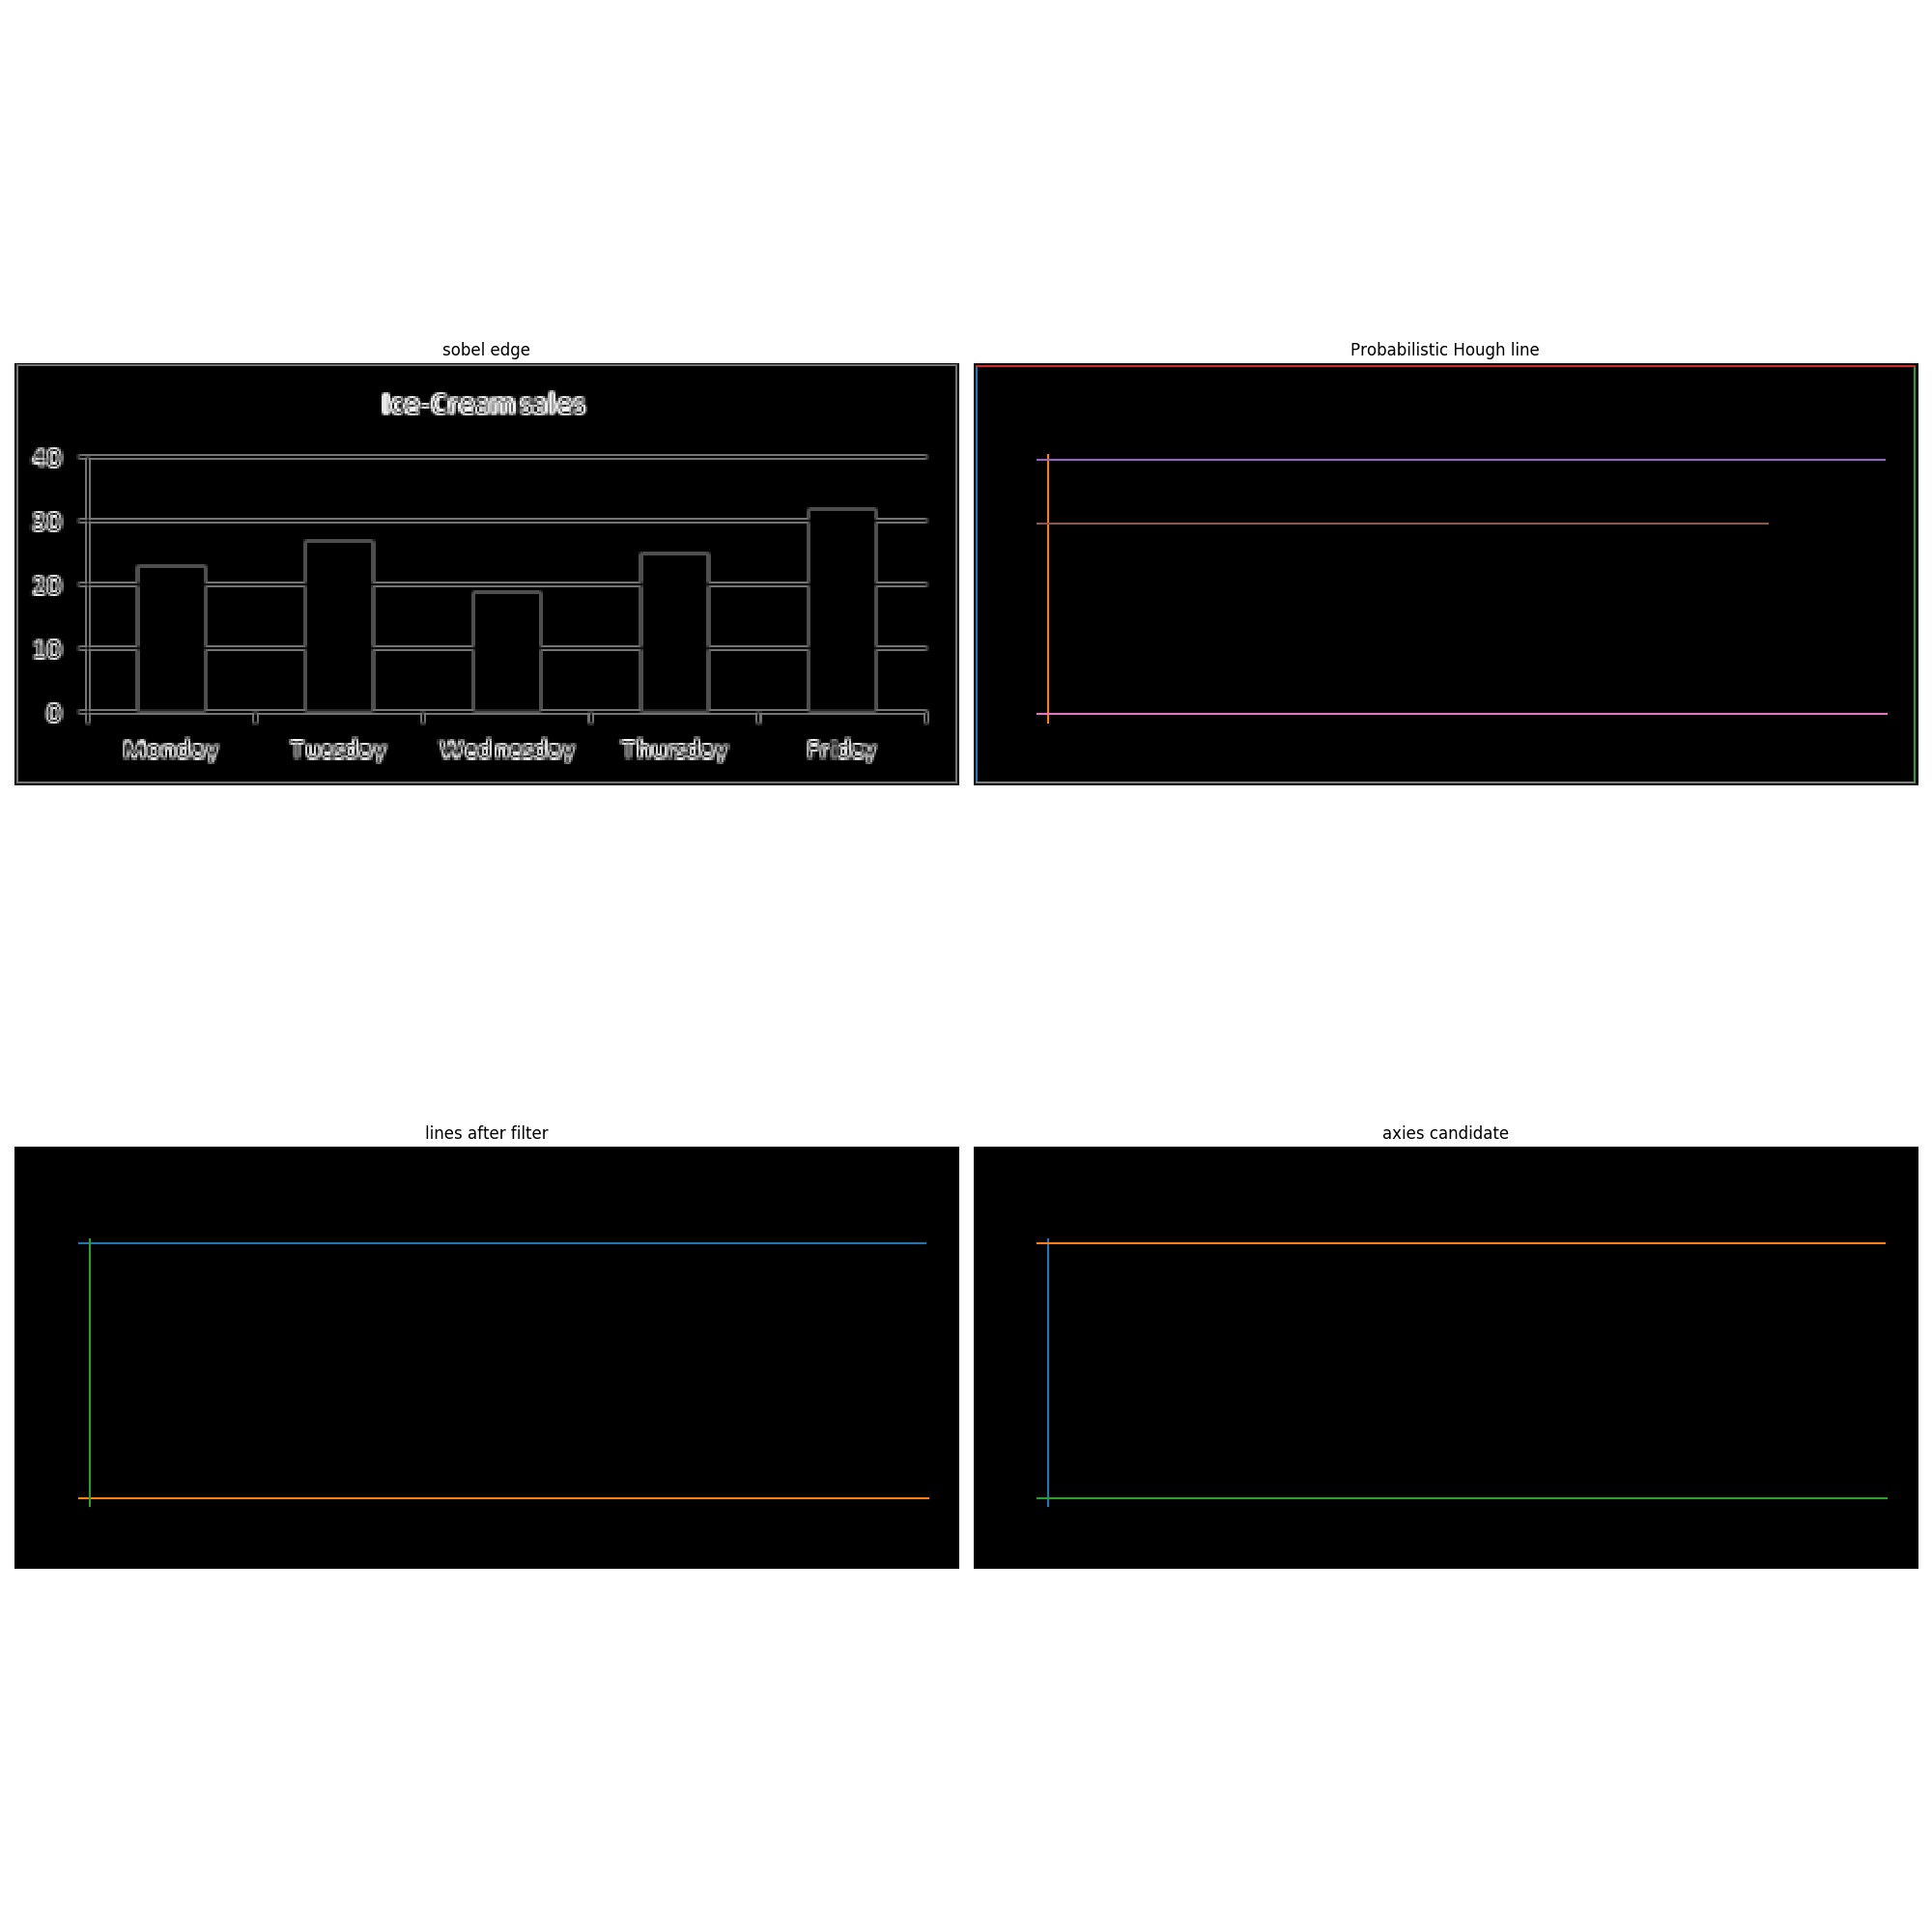 sobel edge
Probabilistic Hough line
Ice-Cream sales
40
30
20
10
0
Monday Tuesday Wednesday Thursday Friday
lines after filter
axies candidate